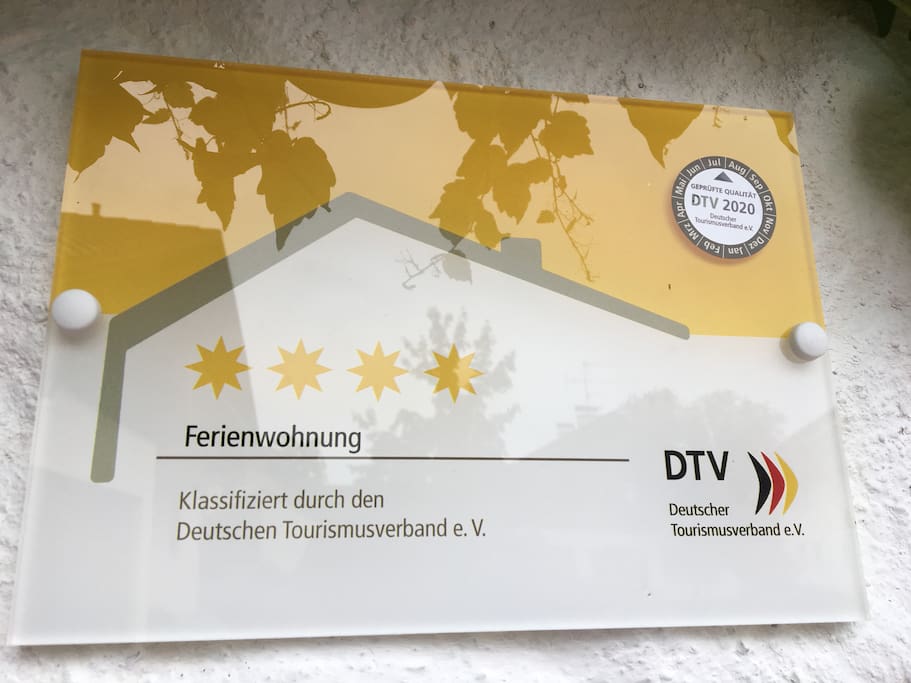 Jan Feb Mrz Apr Mai Jun Jul Aug Sep Okt Nov Dez
GEPRÜFTE QUALITÄT
DTV 2020
Deutscher
Tourismusverband e.V.
Ferienwohnung
Klassifiziert durch den
Deutschen Tourismusverband e. V.
DTV
Deutscher
Tourismusverband e.V.